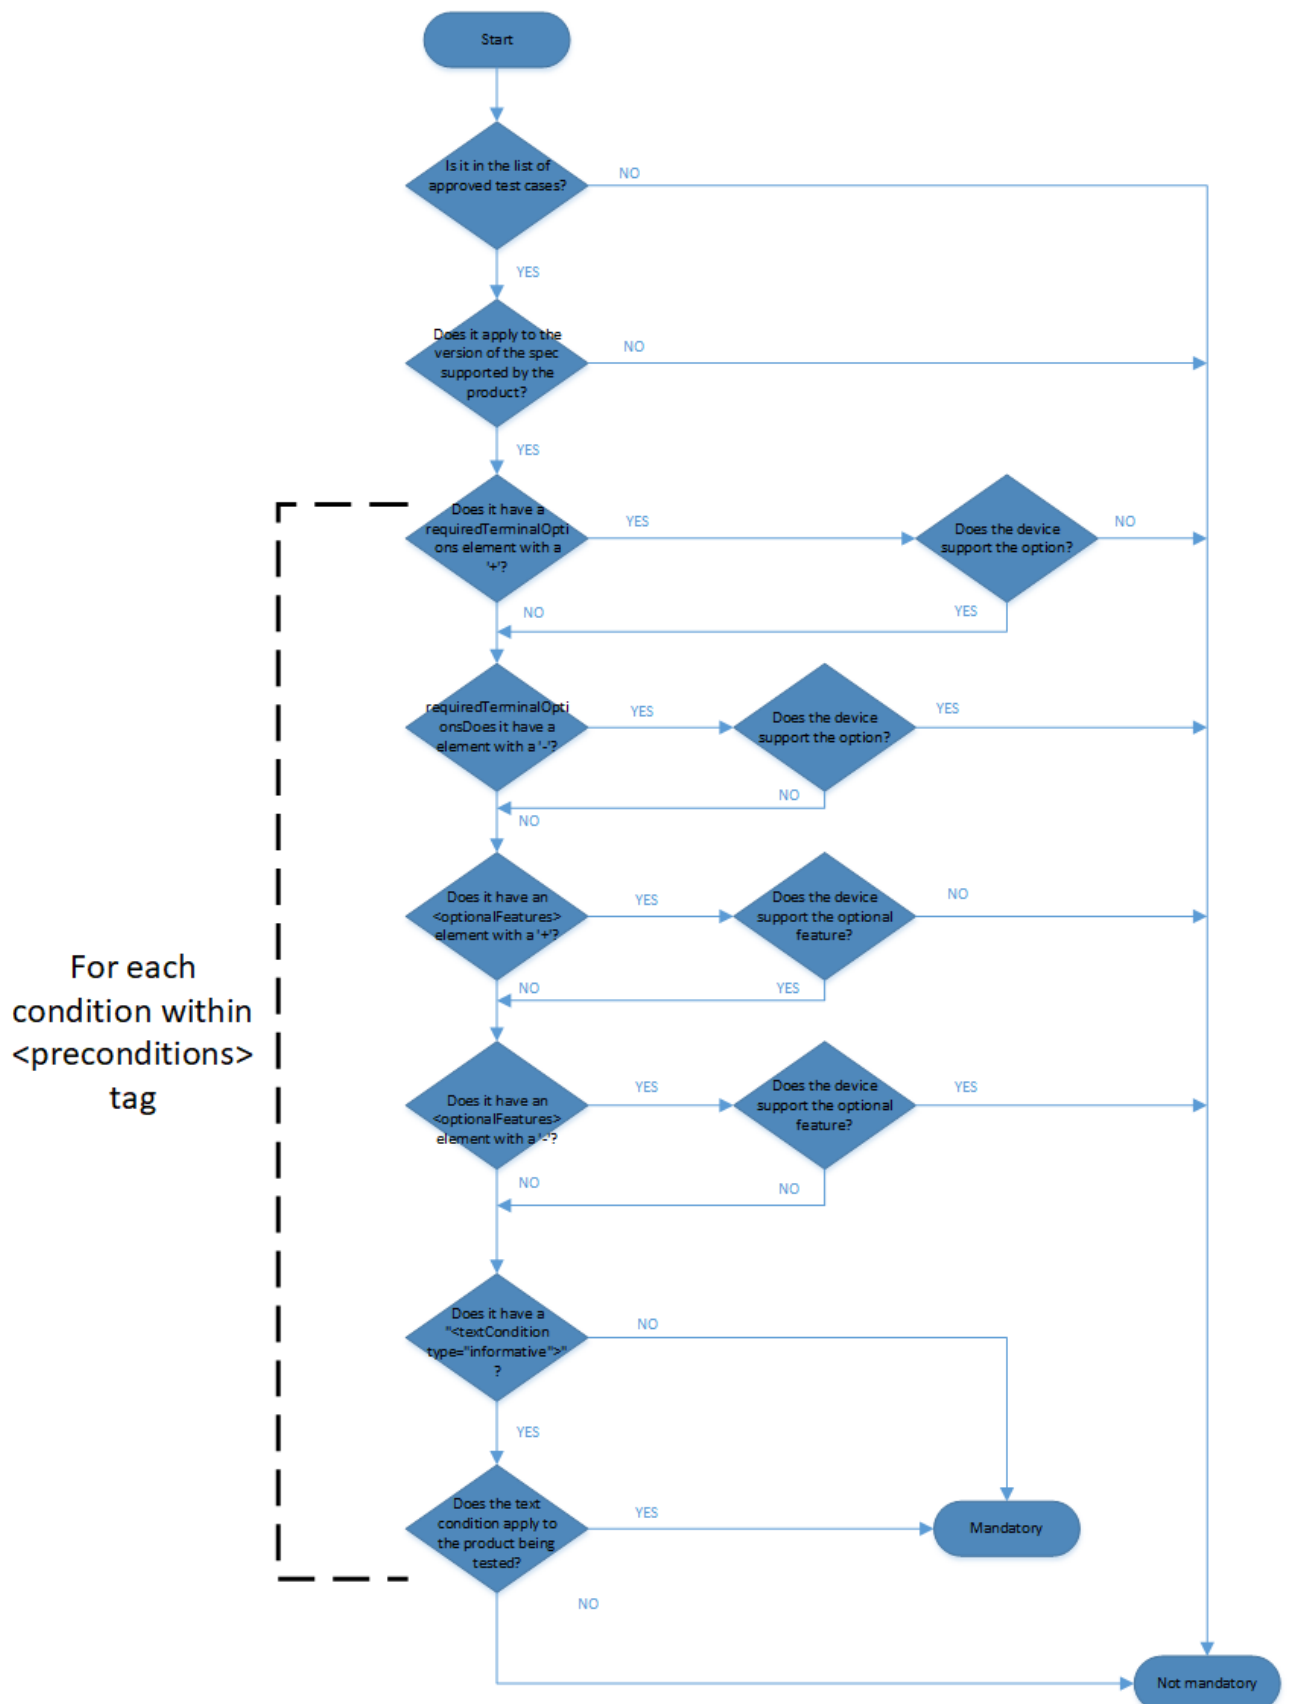 Start
Is it in the list of
approved test cases?
NO
YES
Does it apply to the
version of the spec
supported by the
product?
NO
YES
Does it have a
requiredTerminalOpti
ons element with a
'+'?
YES
Does the device
support the option?
NO
NO
YES
requiredTerminalOpti
onsDoes it have a
element with a '-'?
YES
Does the device
support the option?
YES
NO
NO
Does it have an
<optionalFeatures>
element with a '+'?
YES
Does the device
support the optional
feature?
NO
NO
YES
For each
condition within
<preconditions>
tag
Does it have an
<optionalFeatures>
element with a '-'?
YES
Does the device
support the optional
feature?
YES
NO
NO
Does it have a
"<textCondition
type="informative">"
?
NO
YES
Does the text
condition apply to
the product being
tested?
YES
Mandatory
NO
Not mandatory